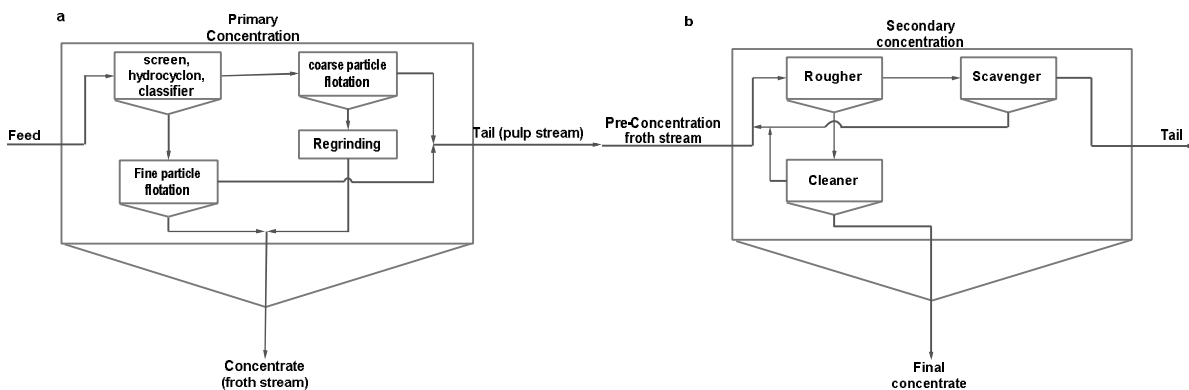 a
Primary
Concentration
screen,
hydrocyclon,
classifier
coarse particle
flotation
Feed
Regrinding
Tail (pulp stream)
Fine particle
flotation
Concentrate
(froth stream)
b
Secondary
concentration
Rougher
Scavenger
Pre-Concentration
froth stream
Tail
Cleaner
Final
concentrate